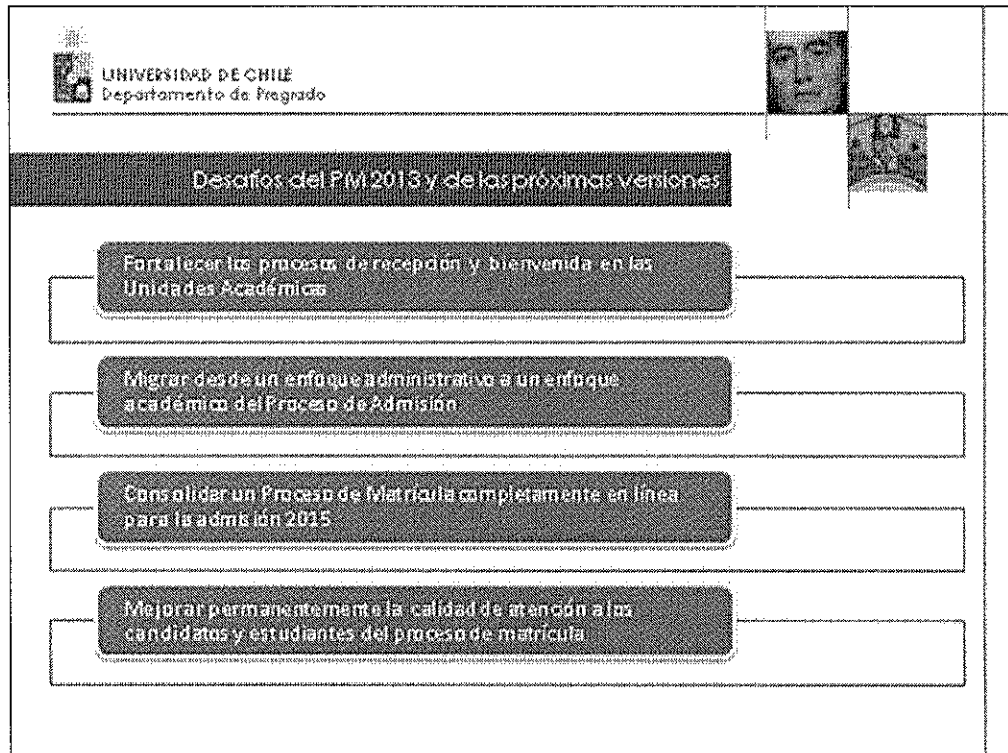 UNIVERSIDAD DE CHILE
Departamento de Pregrado
Desafíos del PM 2013 y de las próximas versiones
Fortalecer los procesos de recepción y bienvenida en las
Unidades Académicas
Migrar desde un enfoque administrativo a un enfoque
académico del Proceso de Admisión
Consolidar un Proceso de Matrícula completamente en línea
para la admisión 2015
Mejorar permanentemente la calidad de atención a los
candidatos y estudiantes del proceso de matrícula